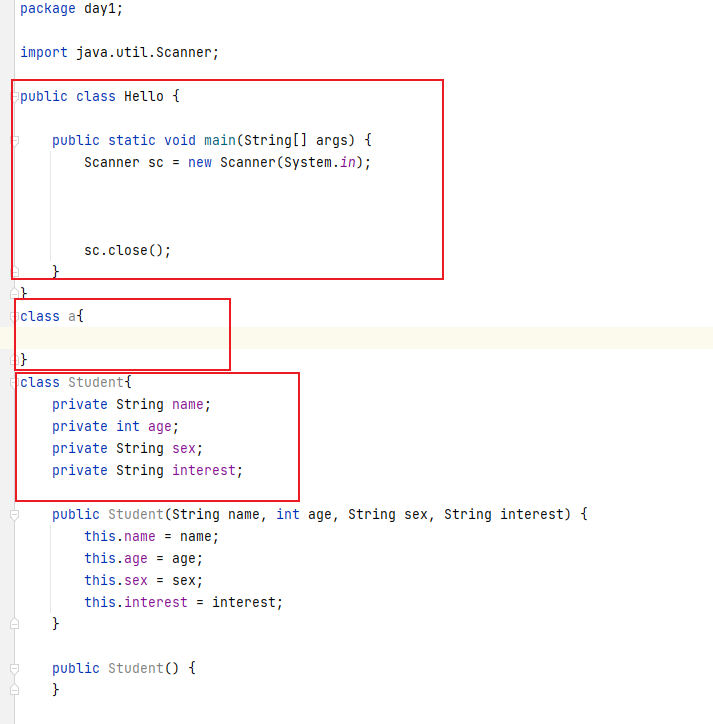 package day1;
import java.util.Scanner;
public class Hello {
public static void main(String[] args) {
Scanner sc = new Scanner(System.in);
sc.close();
}
}
class a{
}
class Student{
private String name;
private int age;
private String sex;
private String interest;
public Student(String name, int age, String sex, String interest) {
this.name = name;
this.age = age;
this.sex = sex;
this.interest = interest;
}
public Student() {
}